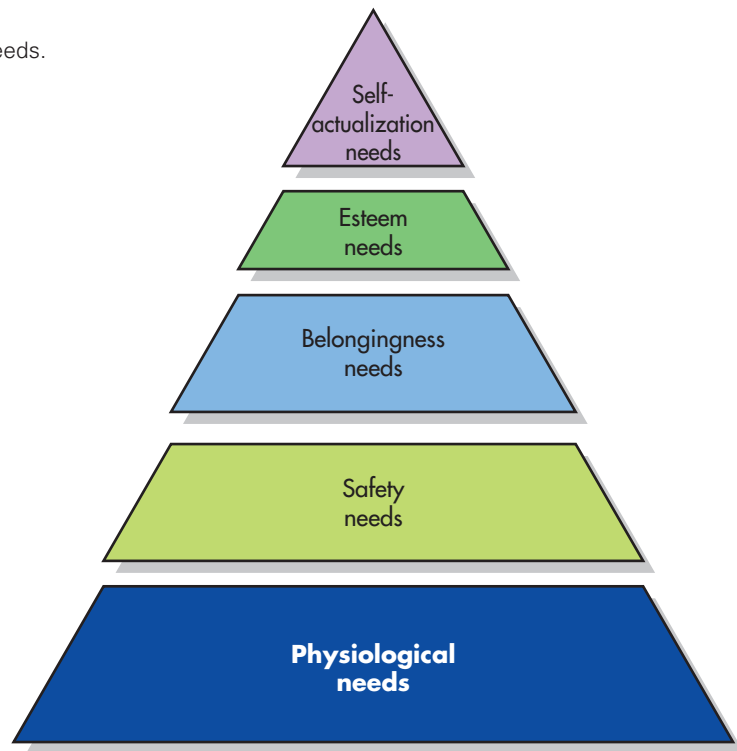 eeds.
Self-
actualization
needs
Esteem
needs
Belongingness
needs
Safety
needs
Physiological
needs